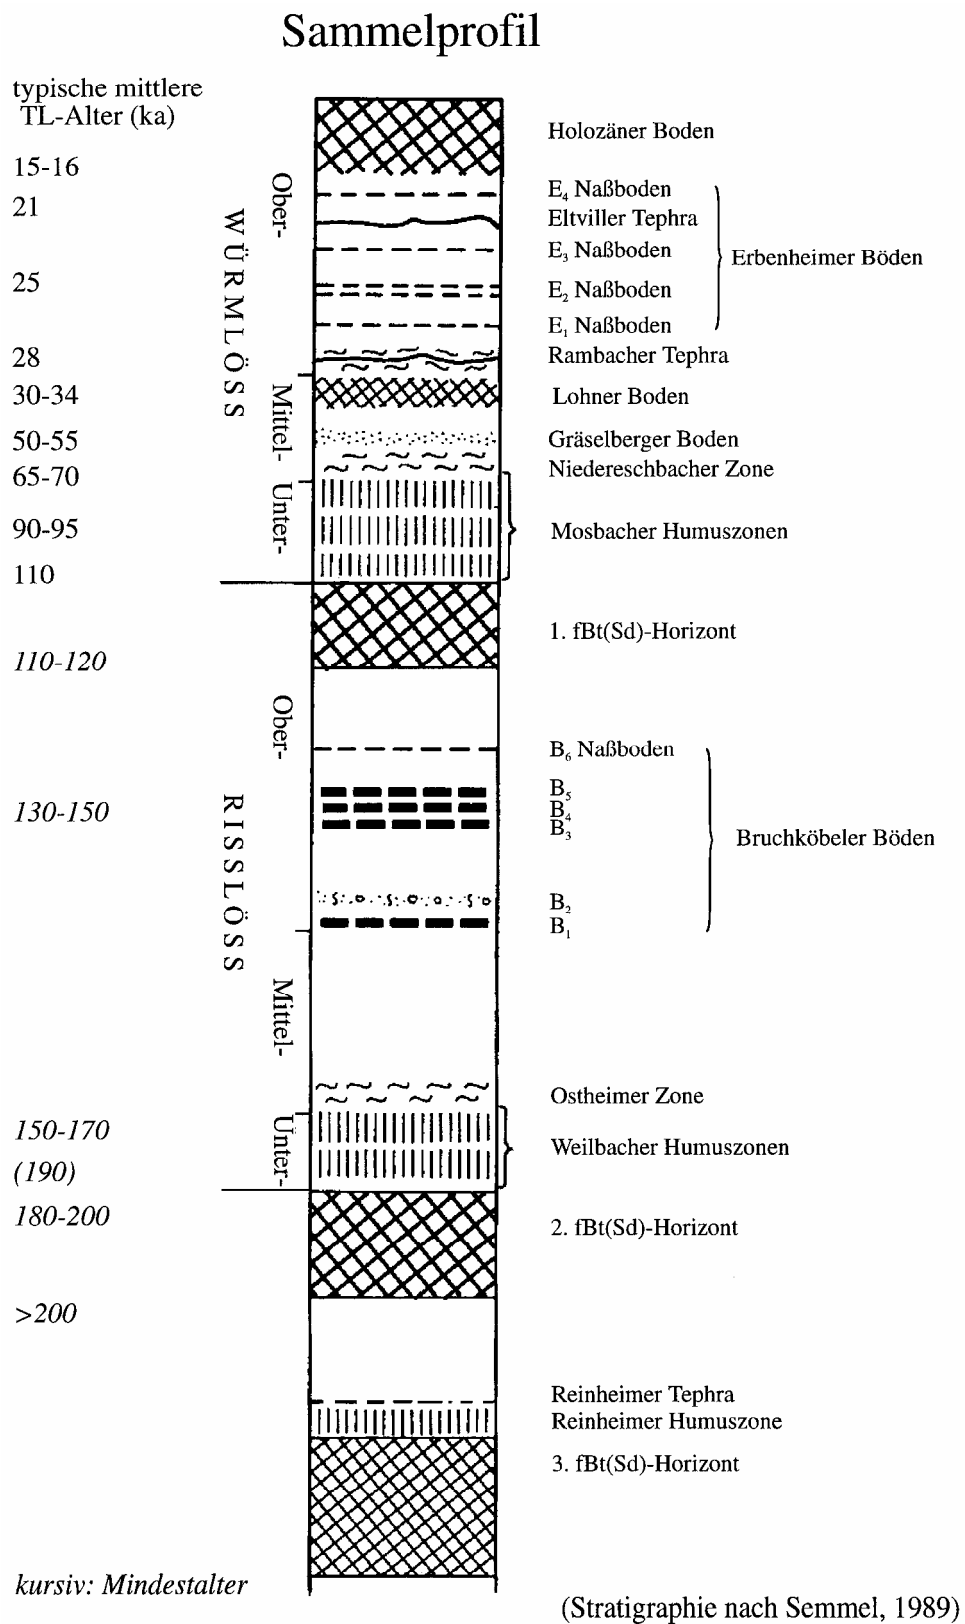 Sammelprofil
typische mittlere
TL-Alter (ka)
15-16
21
25
28
30-34
50-55
65-70
90-95
110
110-120
130-150
150-170
(190)
180-200
>200
WÜRMLÖSS
Ober-
Mittel-
Unter-
RISSLÖSS
Ober-
Mittel-
Unter-
Holozäner Boden
E₄ Naßboden
Eltviller Tephra
E₃ Naßboden
E₂ Naßboden
E₁ Naßboden
Erbenheimer Böden
Rambacher Tephra
Lohner Boden
Gräselberger Boden
Niedereschbacher Zone
Mosbacher Humuszonen
1. fBt(Sd)-Horizont
B₆ Naßboden
B₅
B₄
B₃
B₂
B₁
Bruchköbeler Böden
Ostheimer Zone
Weilbacher Humuszonen
2. fBt(Sd)-Horizont
Reinheimer Tephra
Reinheimer Humuszone
3. fBt(Sd)-Horizont
kursiv: Mindestalter
(Stratigraphie nach Semmel, 1989)